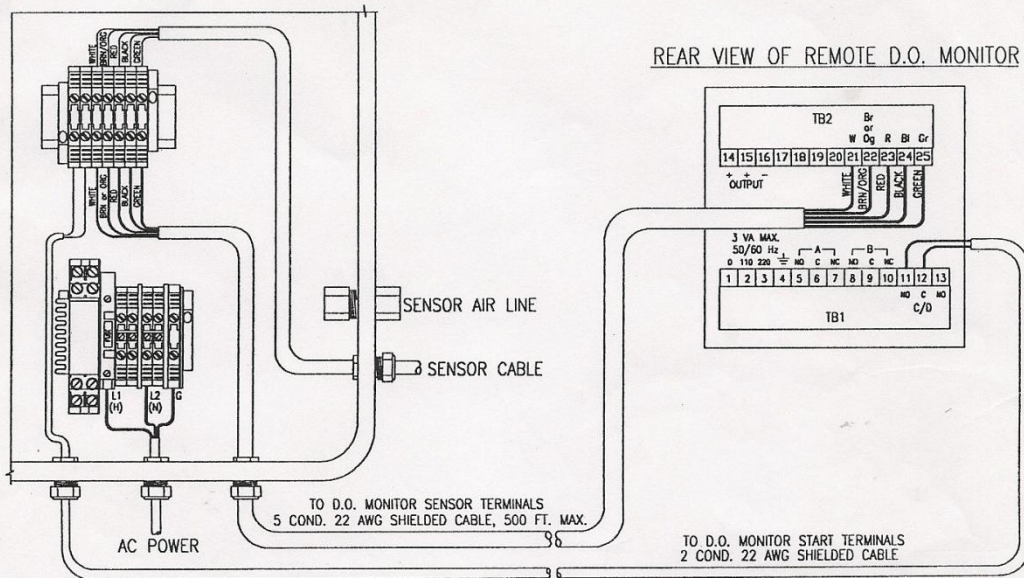 WHITE
BRN/ORG
RED
BLACK
GREEN
WHITE
BRN or ORG
RED
BLACK
GREEN
L1
(H)
L2
(N)
G
AC POWER
SENSOR AIR LINE
SENSOR CABLE
TO D.O. MONITOR SENSOR TERMINALS
5 COND. 22 AWG SHIELDED CABLE, 500 FT. MAX.
REAR VIEW OF REMOTE D.O. MONITOR
TB2
Br
or
W Og R Bl Gr
14 15 16 17 18 19 20 21 22 23 24 25
+ + −
OUTPUT
WHITE
BRN/ORG
RED
BLACK
GREEN
3 VA MAX.
50/60 Hz
A B
0 110 220 NO C NC NO C NC
1 2 3 4 5 6 7 8 9 10 11 12 13
NO C NO
C/D
TB1
TO D.O. MONITOR START TERMINALS
2 COND. 22 AWG SHIELDED CABLE